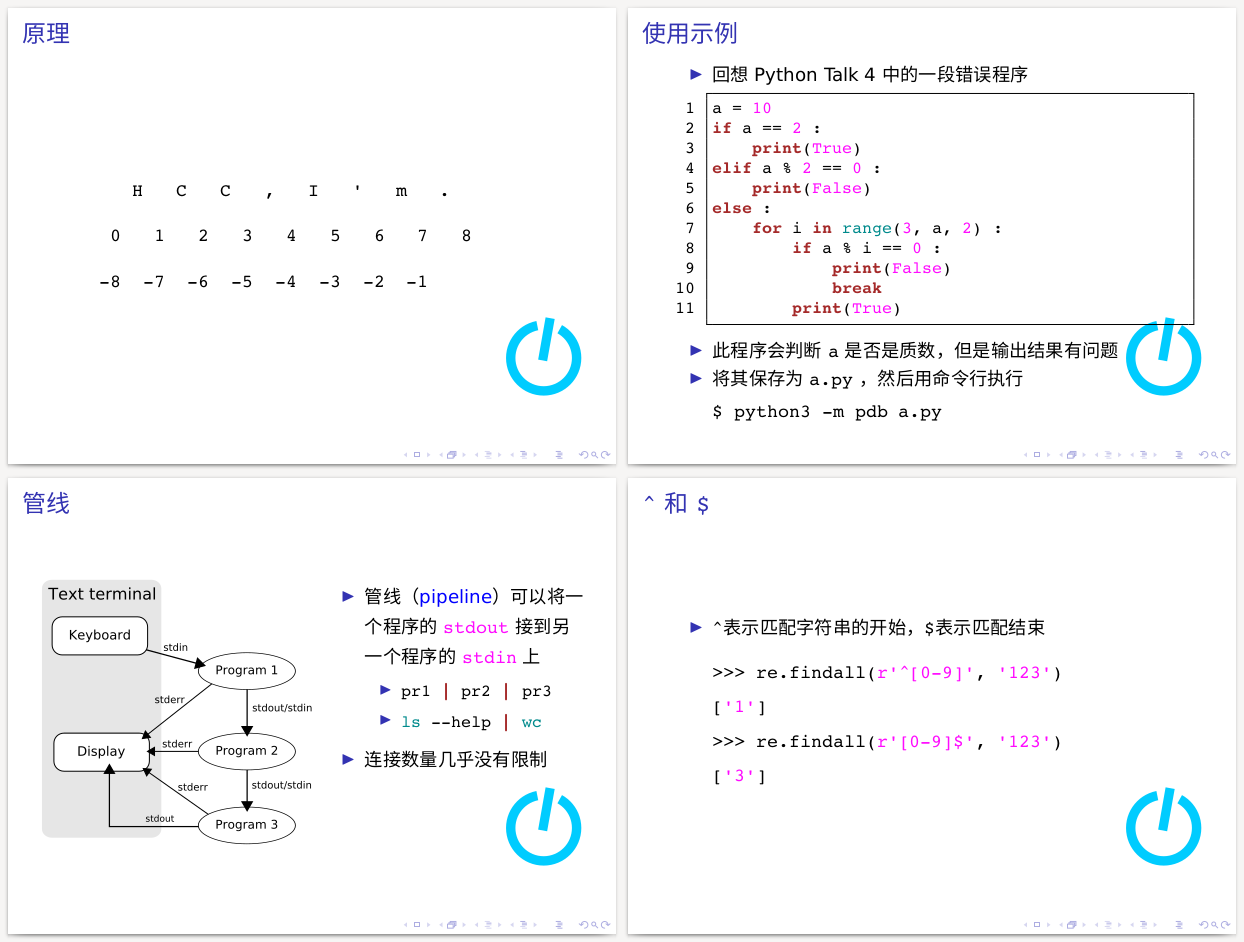 原理
H C C , I ' m .
0 1 2 3 4 5 6 7 8
−8 −7 −6 −5 −4 −3 −2 −1
使用示例
▶ 回想 Python Talk 4 中的一段错误程序
1 a = 10
2 if a == 2 :
3     print(True)
4 elif a % 2 == 0 :
5     print(False)
6 else :
7     for i in range(3, a, 2) :
8         if a % i == 0 :
9             print(False)
10             break
11         print(True)
▶ 此程序会判断 a 是否是质数，但是输出结果有问题
▶ 将其保存为 a.py ，然后用命令行执行
$ python3 −m pdb a.py
管线
Text terminal
Keyboard
stdin
Program 1
stderr
stdout/stdin
Display
stderr
Program 2
stderr
stdout/stdin
stdout
Program 3
▶ 管线（pipeline）可以将一
个程序的 stdout 接到另
一个程序的 stdin 上
▶ pr1 | pr2 | pr3
▶ ls −−help | wc
▶ 连接数量几乎没有限制
^ 和 $
▶ ^表示匹配字符串的开始，$表示匹配结束
>>> re.findall(r'^[0−9]', '123')
['1']
>>> re.findall(r'[0−9]$', '123')
['3']